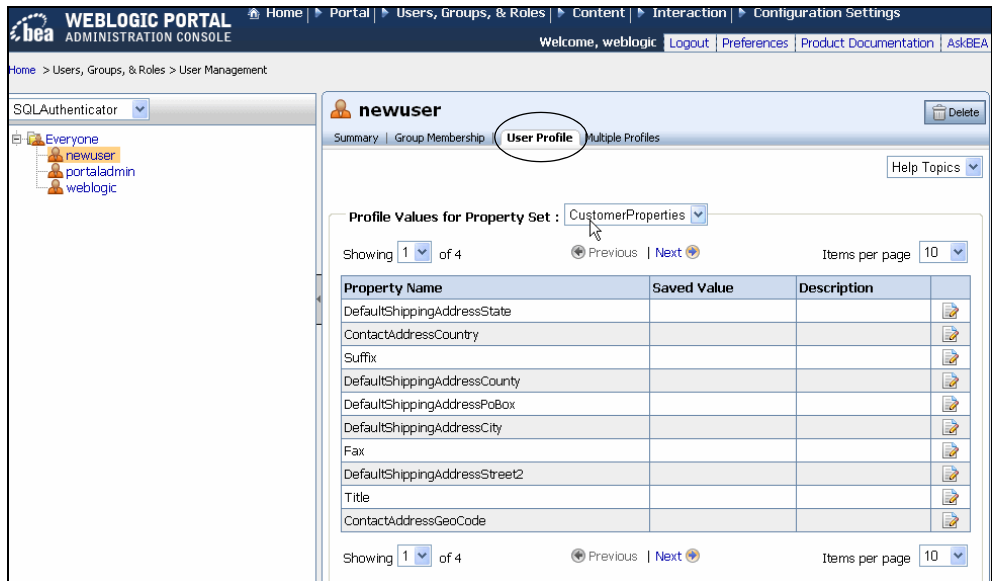 bea WEBLOGIC PORTAL
ADMINISTRATION CONSOLE
Home | Portal | Users, Groups, & Roles | Content | Interaction | Configuration Settings
Welcome, weblogic Logout Preferences Product Documentation AskBEA
Home > Users, Groups, & Roles > User Management
SQLAuthenticator
Everyone
newuser
portaladmin
weblogic
newuser
Delete
Summary | Group Membership | User Profile Multiple Profiles
Help Topics
Profile Values for Property Set : CustomerProperties
Showing 1 of 4 Previous | Next Items per page 10
Property Name Saved Value Description
DefaultShippingAddressState
ContactAddressCountry
Suffix
DefaultShippingAddressCounty
DefaultShippingAddressPoBox
DefaultShippingAddressCity
Fax
DefaultShippingAddressStreet2
Title
ContactAddressGeoCode
Showing 1 of 4 Previous | Next Items per page 10